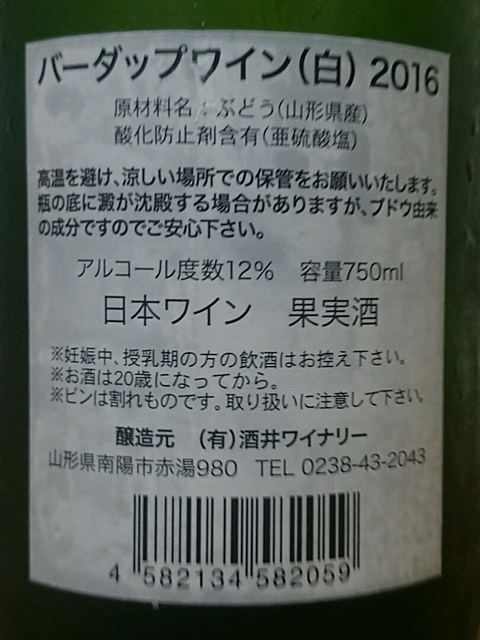 バーダップワイン(白) 2016
原材料名:ぶどう(山形県産)
酸化防止剤含有(亜硫酸塩)
高温を避け、涼しい場所での保管をお願いいたします。
瓶の底に澱が沈殿する場合がありますが、ブドウ由来
の成分ですのでご安心下さい。
アルコール度数12% 容量750ml
日本ワイン 果実酒
※妊娠中、授乳期の方の飲酒はお控え下さい。
※お酒は20歳になってから。
※ビンは割れものです。取り扱いに注意して下さい。
醸造元 (有)酒井ワイナリー
山形県南陽市赤湯980 TEL 0238-43-2043
4 582134 582059